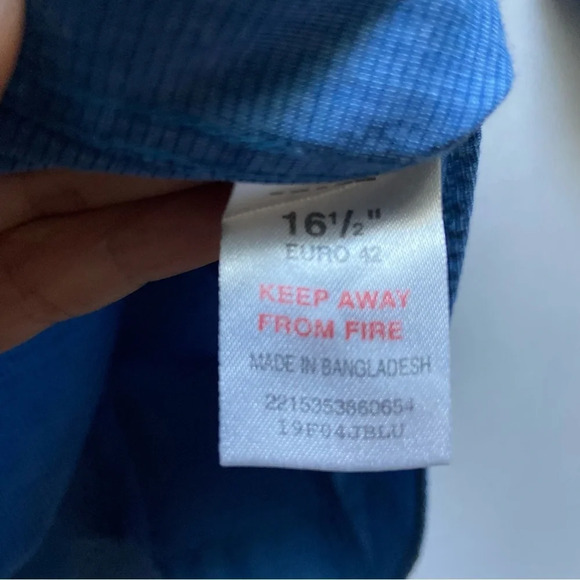 16½"
EURO 42
KEEP AWAY
FROM FIRE
MADE IN BANGLADESH
2215353860654
19F04JBLU